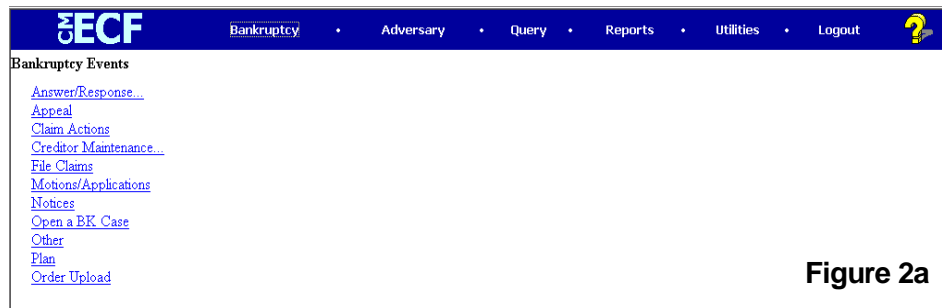 CM ECF Bankruptcy • Adversary • Query • Reports • Utilities • Logout ?
Bankruptcy Events
Answer/Response...
Appeal
Claim Actions
Creditor Maintenance...
File Claims
Motions/Applications
Notices
Open a BK Case
Other
Plan
Order Upload
Figure 2a